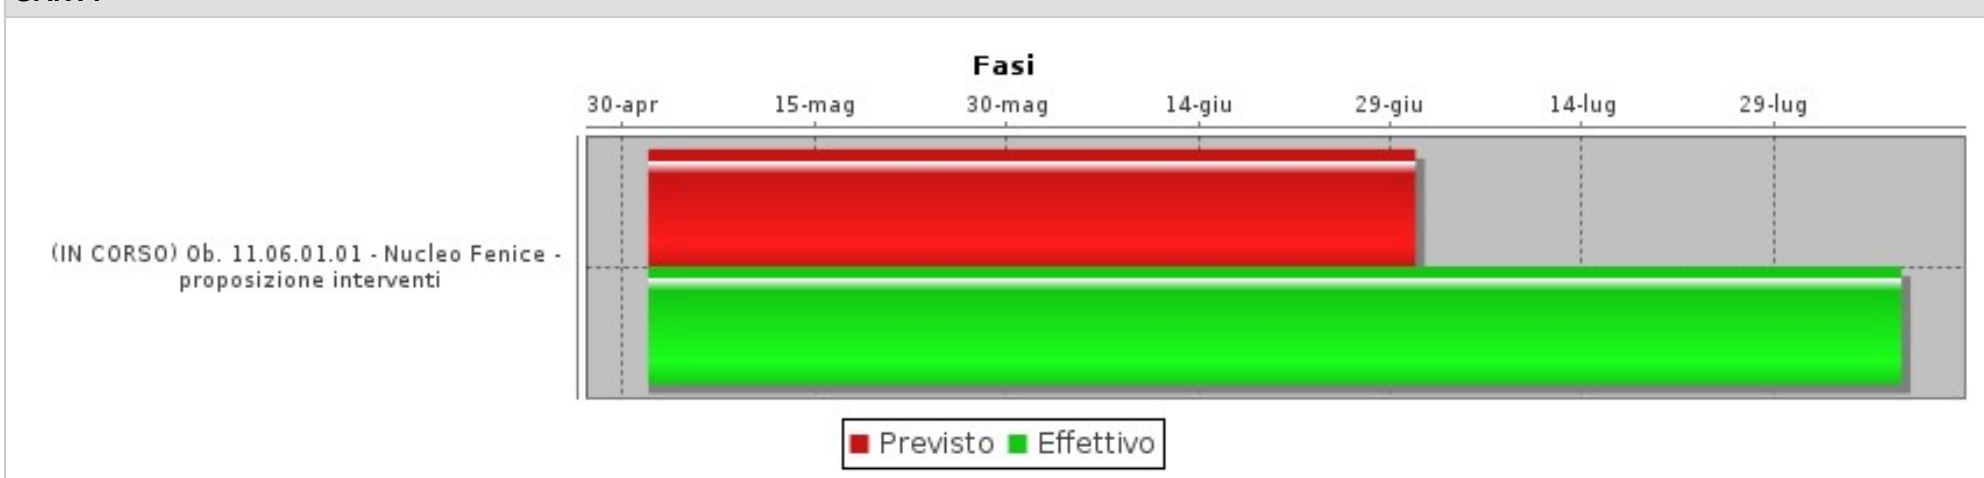 Fasi
30-apr 15-mag 30-mag 14-giu 29-giu 14-lug 29-lug
(IN CORSO) Ob. 11.06.01.01 - Nucleo Fenice -
proposizione interventi
Previsto Effettivo